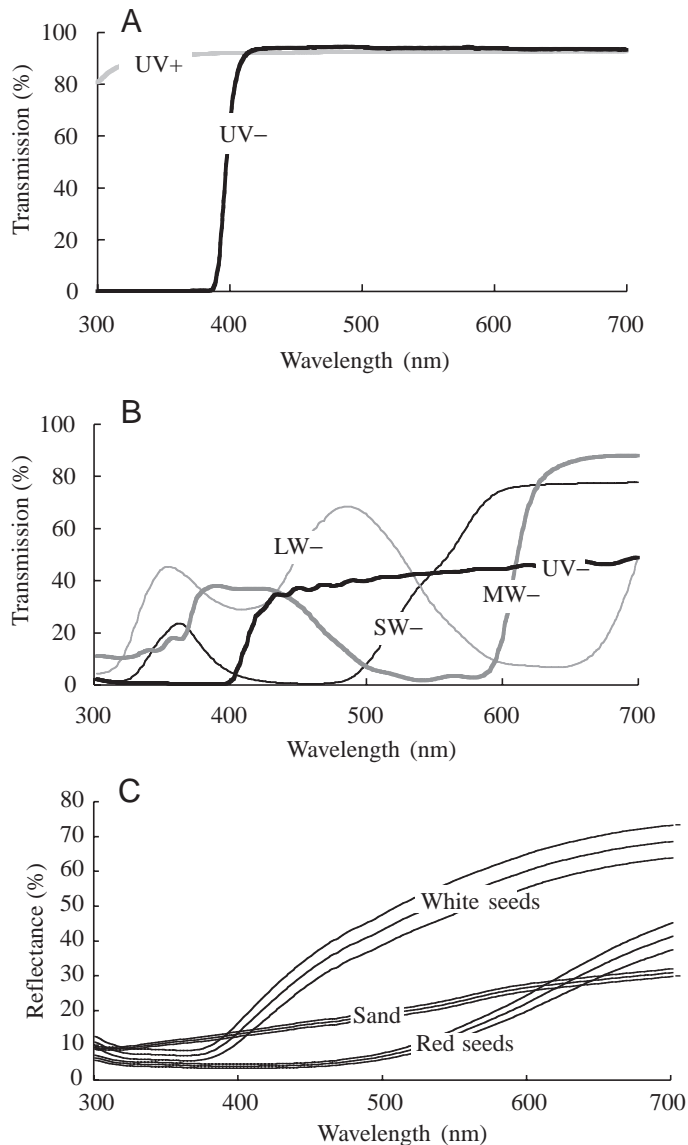 A
100
80
60
40
20
0
Transmission (%)
UV+
UV−
300 400 500 600 700
Wavelength (nm)
B
100
80
60
40
20
0
Transmission (%)
LW−
UV−
MW−
SW−
300 400 500 600 700
Wavelength (nm)
C
80
70
60
50
40
30
20
10
0
Reflectance (%)
White seeds
Sand
Red seeds
300 400 500 600 700
Wavelength (nm)